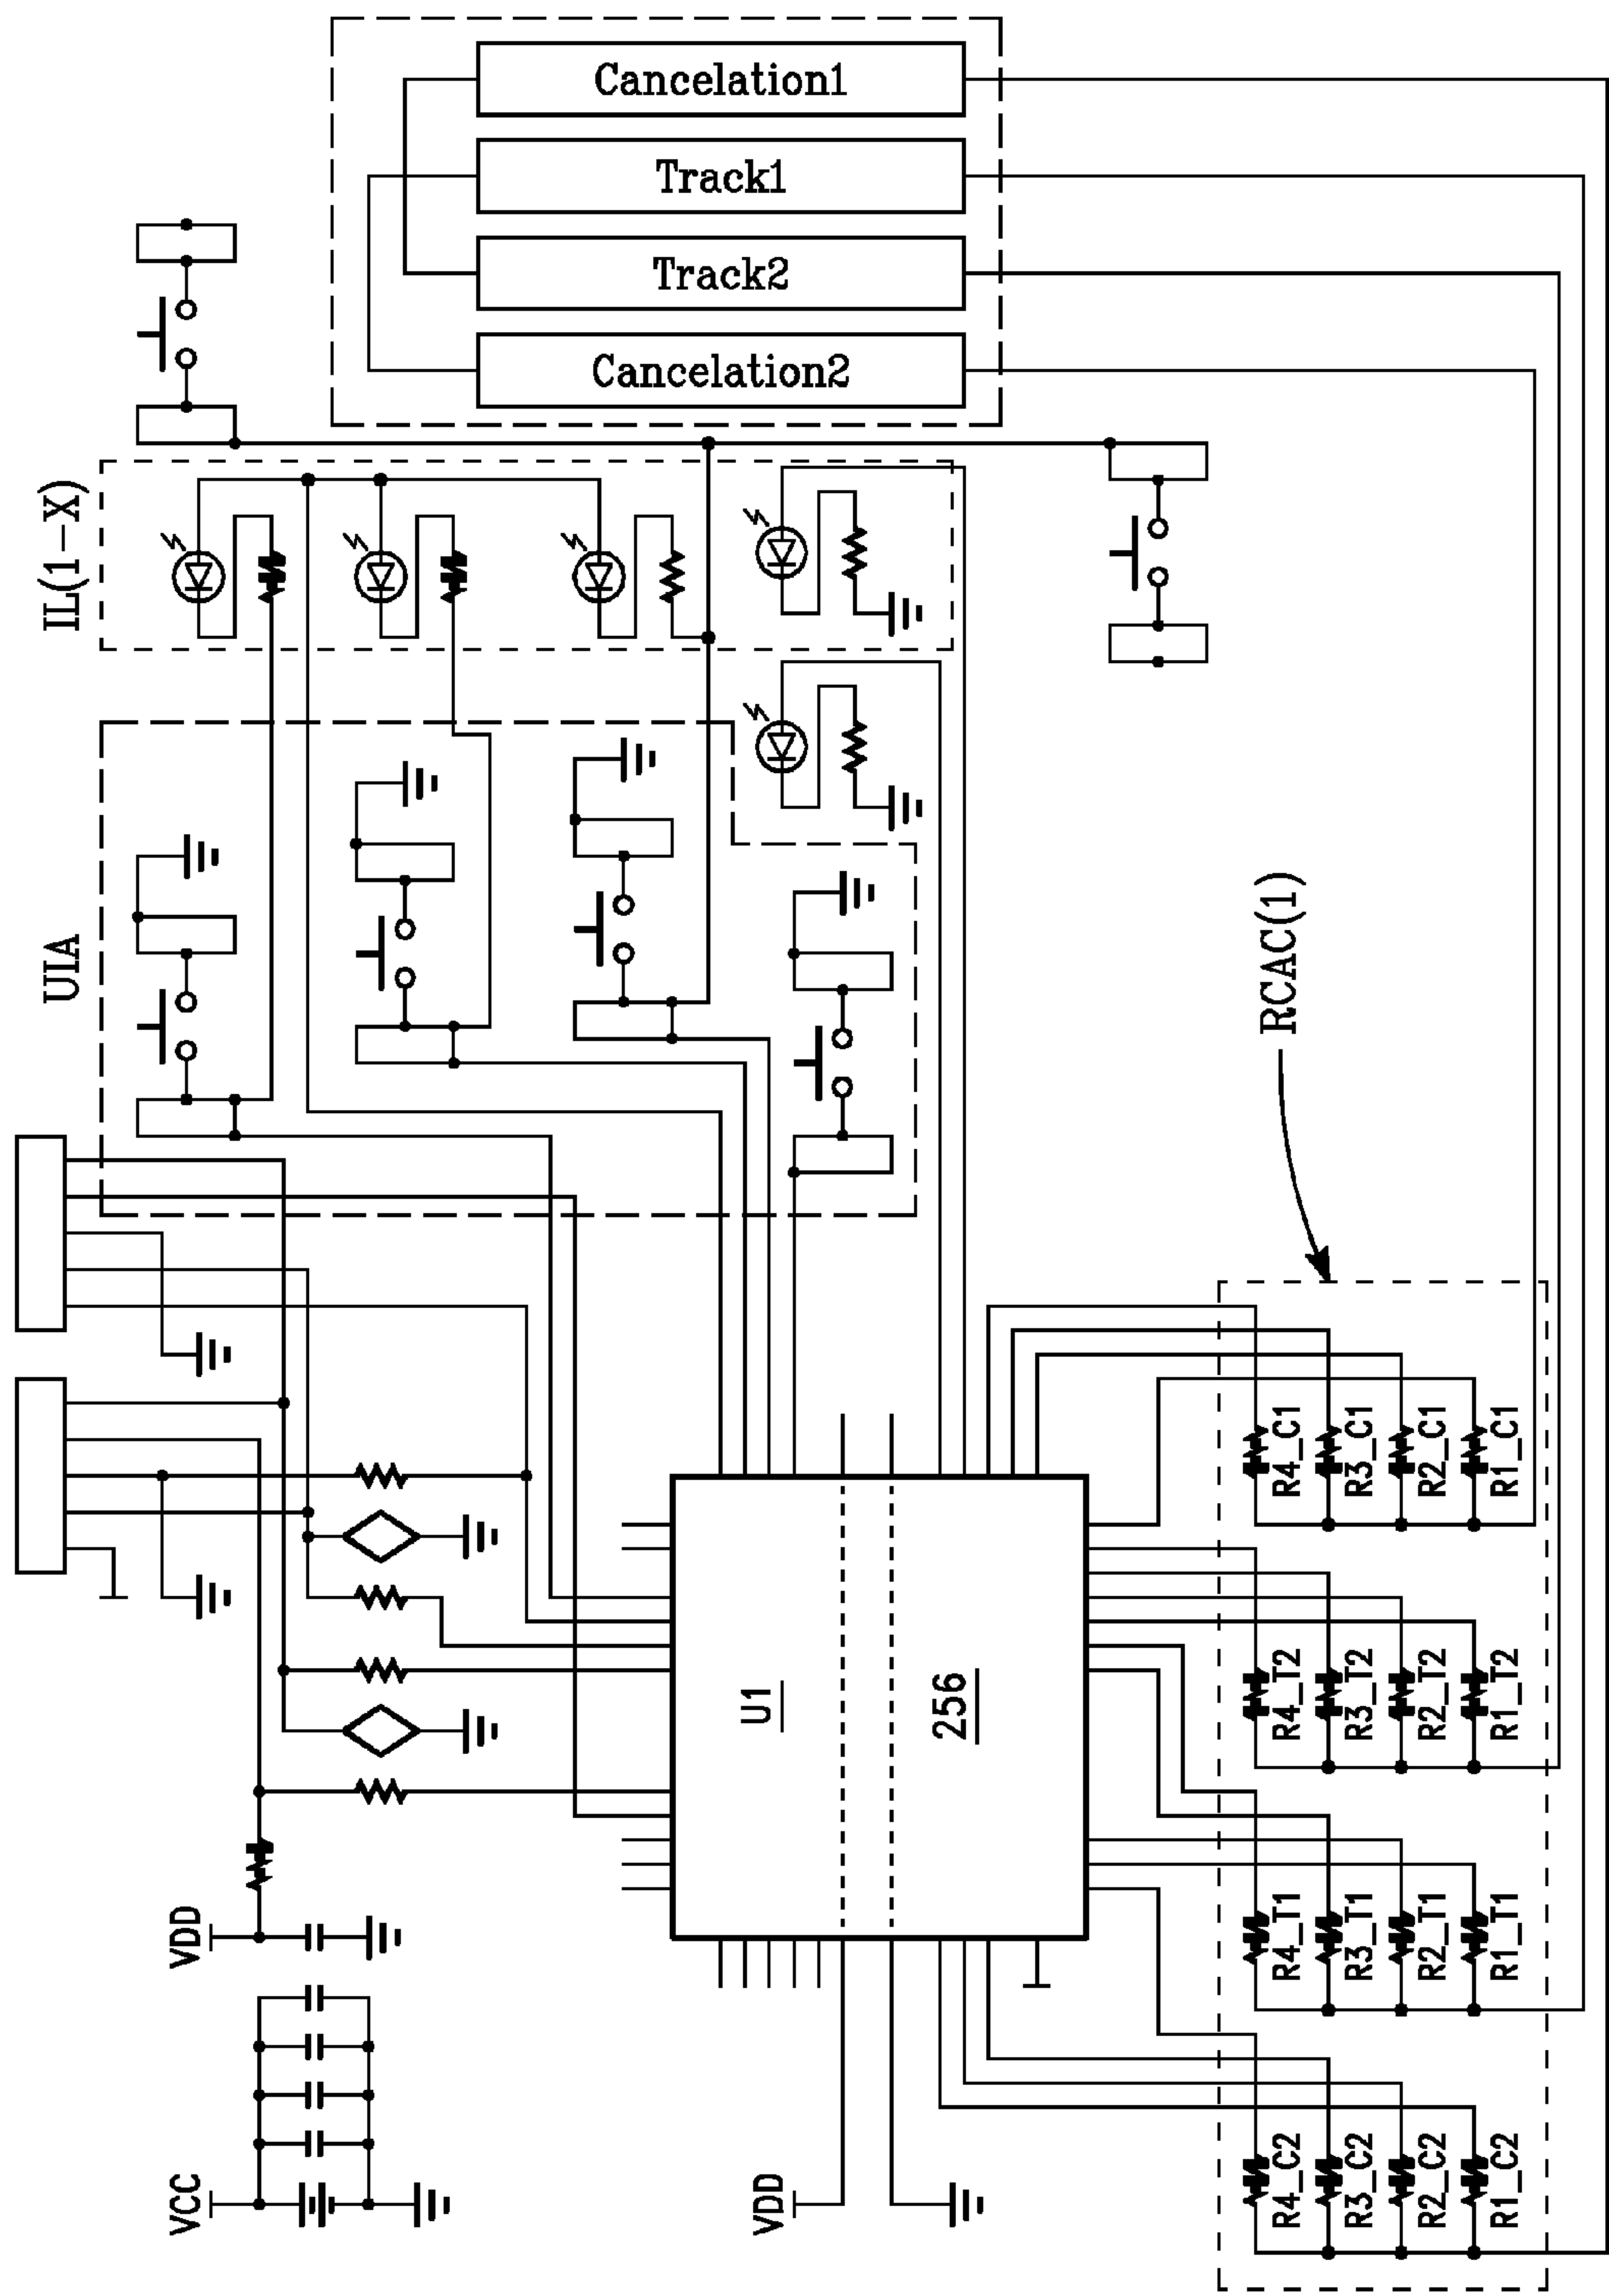 Cancelation1
Track1
Track2
Cancelation2
IL(1-X)
UIA
RCAC(1)
U1
256
R4_C1
R3_C1
R2_C1
R1_C1
R4_T2
R3_T2
R2_T2
R1_T2
R4_T1
R3_T1
R2_T1
R1_T1
R4_C2
R3_C2
R2_C2
R1_C2
VDD
VCC
VDD